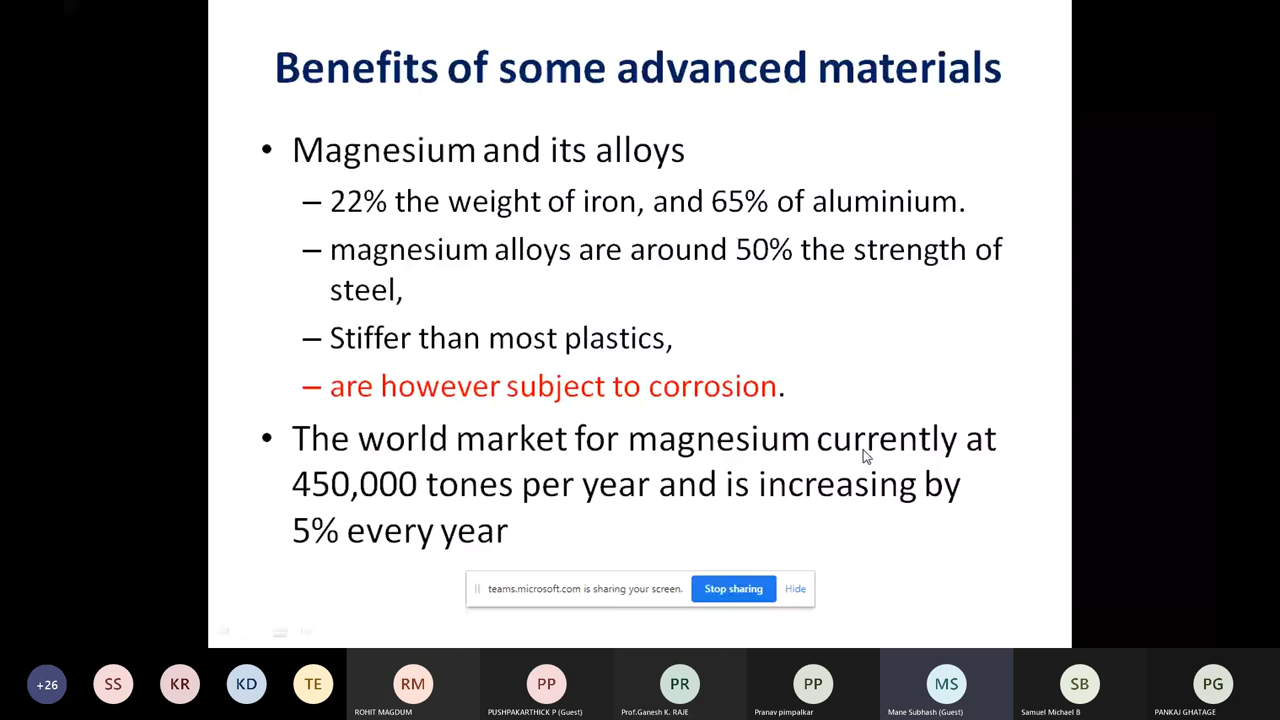 Benefits of some advanced materials
• Magnesium and its alloys
– 22% the weight of iron, and 65% of aluminium.
– magnesium alloys are around 50% the strength of
steel,
– Stiffer than most plastics,
– are however subject to corrosion.
• The world market for magnesium currently at
450,000 tones per year and is increasing by
5% every year
teams.microsoft.com is sharing your screen. Stop sharing Hide
+26 SS KR KD TE RM PP PR PP MS SB PG
ROHIT MAGDUM PUSHPAKARTHICK P (Guest) Prof.Ganesh K. RAJE Pranav pimpalkar Mane Subhash (Guest) Samuel Michael B PANKAJ GHATAGE